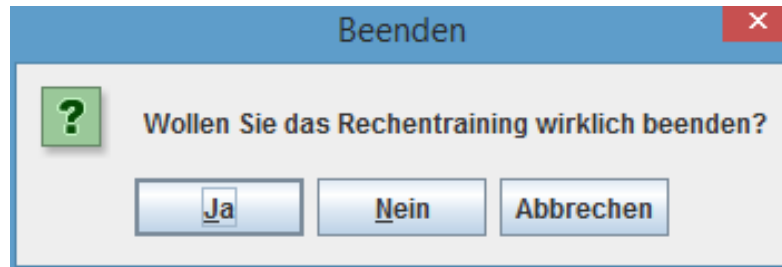 Beenden
Wollen Sie das Rechentraining wirklich beenden?
Ja Nein Abbrechen